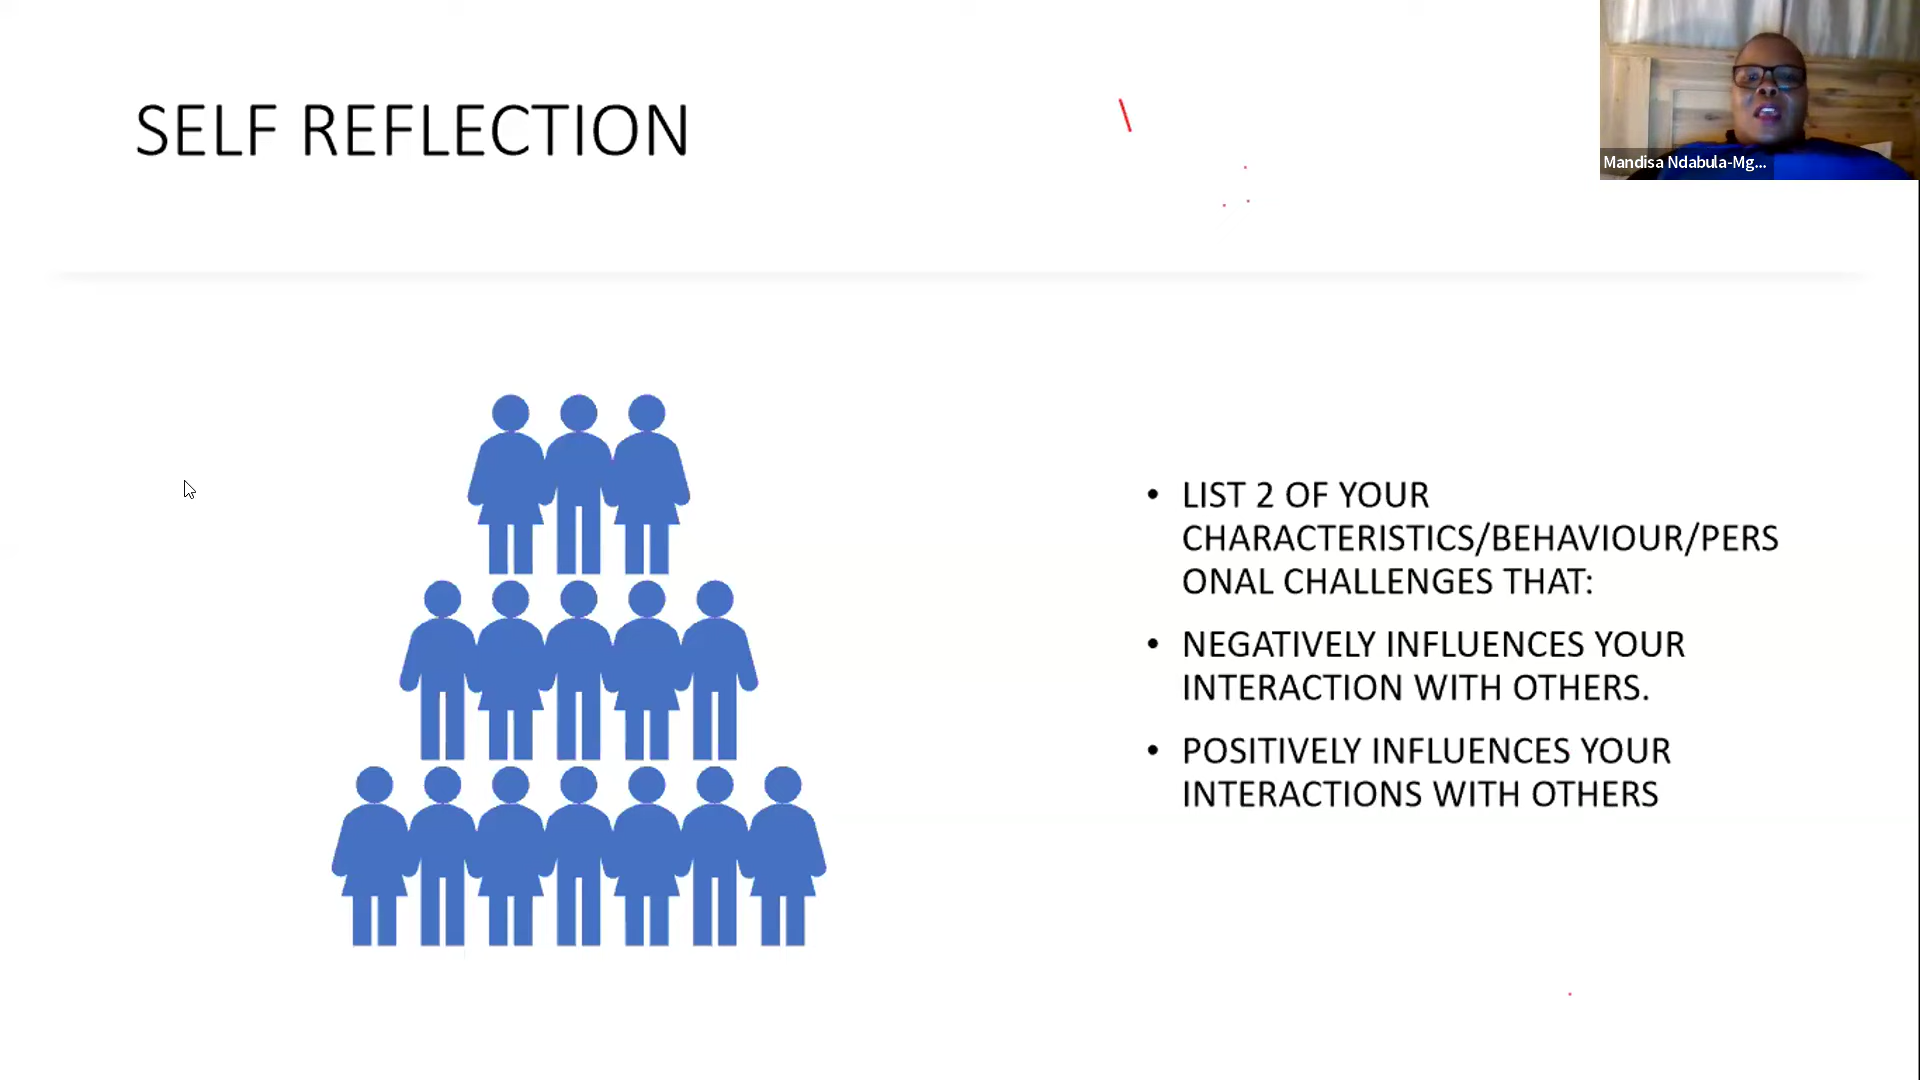 SELF REFLECTION
Mandisa Ndabula-Mg...
• LIST 2 OF YOUR
CHARACTERISTICS/BEHAVIOUR/PERS
ONAL CHALLENGES THAT:
• NEGATIVELY INFLUENCES YOUR
INTERACTION WITH OTHERS.
• POSITIVELY INFLUENCES YOUR
INTERACTIONS WITH OTHERS